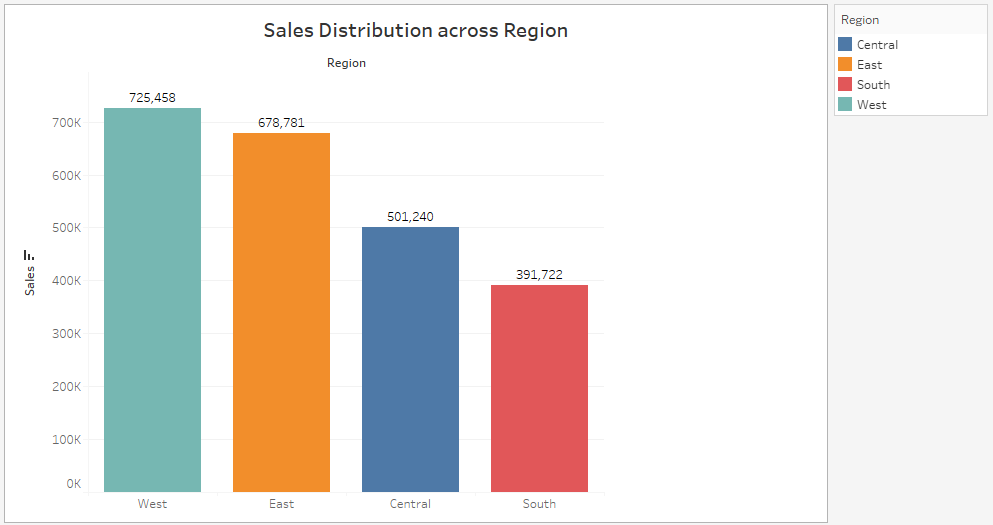 Sales Distribution across Region
Region
725,458
678,781
501,240
391,722
700K
600K
500K
400K
300K
200K
100K
0K
Sales
West East Central South
Region
Central
East
South
West